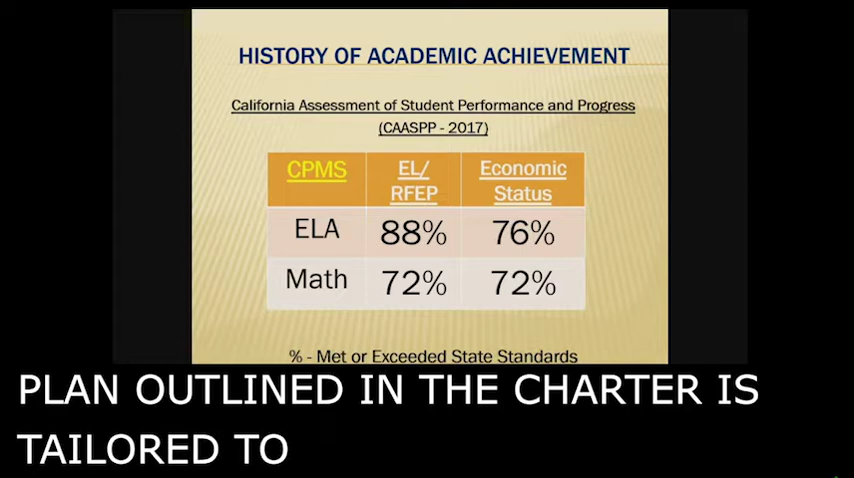 HISTORY OF ACADEMIC ACHIEVEMENT
California Assessment of Student Performance and Progress
(CAASPP - 2017)
CPMS EL/ RFEP Economic Status
ELA 88% 76%
Math 72% 72%
% - Met or Exceeded State Standards
PLAN OUTLINED IN THE CHARTER IS
TAILORED TO